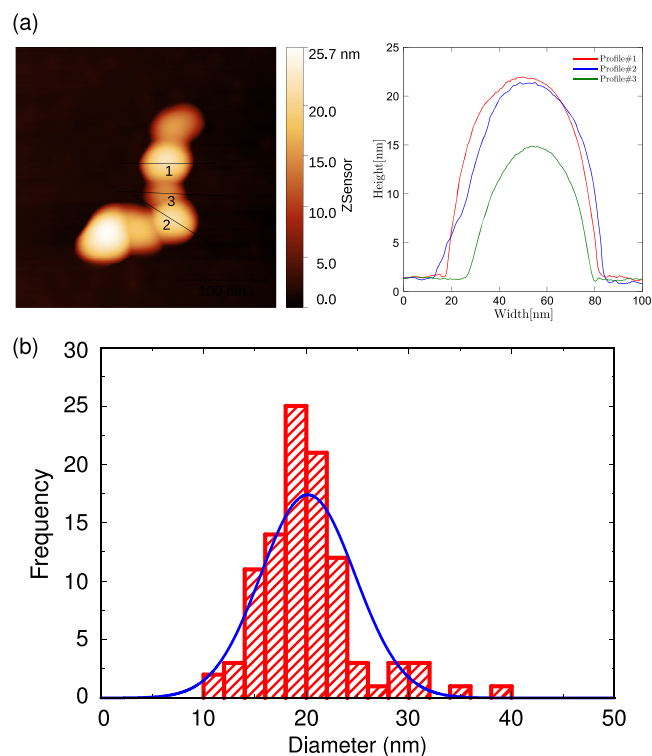 (a)
25.7 nm
20.0
15.0
10.0
5.0
0.0
ZSensor
1
3
2
100 nm
25
20
15
10
5
0
Height[nm]
0 20 40 60 80 100
Width[nm]
Profile#1
Profile#2
Profile#3
(b)
30
25
20
15
10
5
0
Frequency
0 10 20 30 40 50
Diameter (nm)